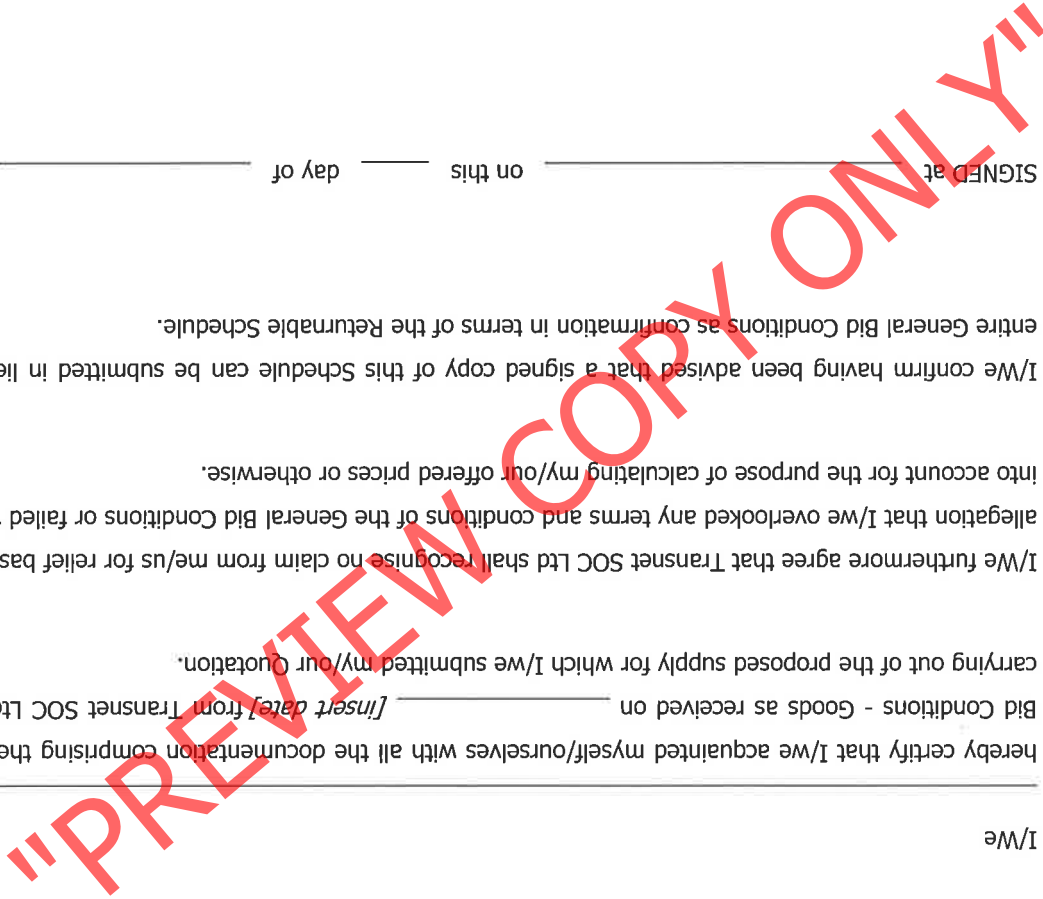 I/We
hereby certify that I/we acquainted myself/ourselves with all the documentation comprising the
Bid Conditions - Goods as received on [insert date] from Transnet SOC Ltd
carrying out of the proposed supply for which I/we submitted my/our Quotation.
I/We furthermore agree that Transnet SOC Ltd shall recognise no claim from me/us for relief
allegation that I/we overlooked any terms and conditions of the General Bid Conditions or failed
into account for the purpose of calculating my/our offered prices or otherwise.
I/We confirm having been advised that a signed copy of this Schedule can be submitted in
entire General Bid Conditions as confirmation in terms of the Returnable Schedule.
SIGNED at on this day of
"PREVIEW COPY ONLY"